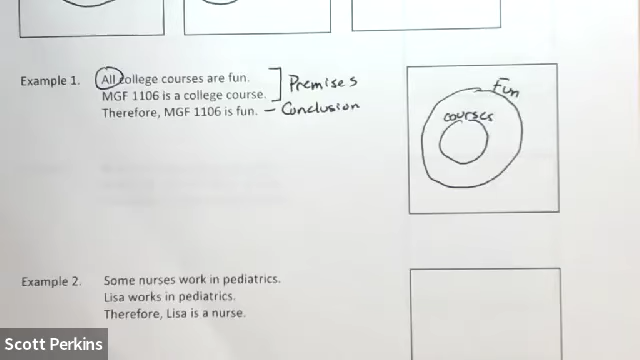 Example 1. All college courses are fun.
MGF 1106 is a college course.
Therefore, MGF 1106 is fun.
] Premises
— Conclusion
Fun
courses
Example 2. Some nurses work in pediatrics.
Lisa works in pediatrics.
Therefore, Lisa is a nurse.
Scott Perkins